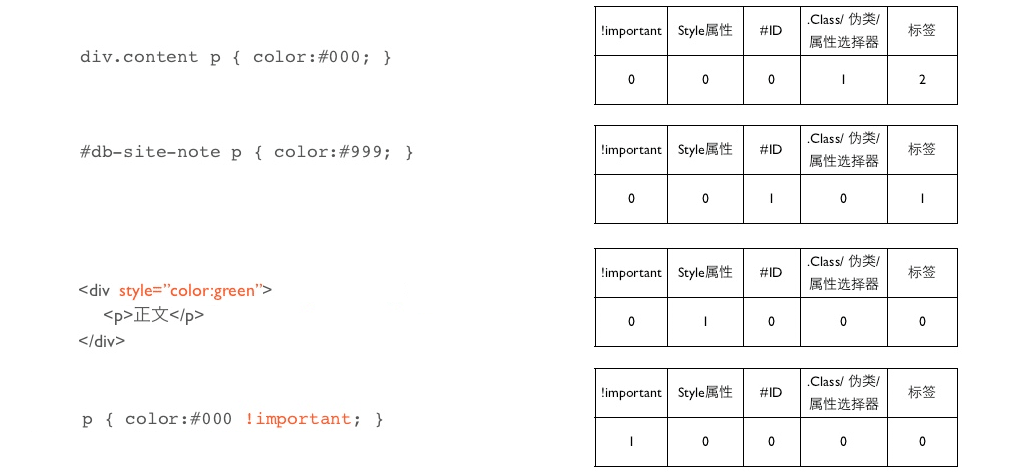 div.content p { color:#000; }
!important Style属性 #ID .Class/ 伪类/ 标签
属性选择器
0 0 0 1 2
#db-site-note p { color:#999; }
!important Style属性 #ID .Class/ 伪类/ 标签
属性选择器
0 0 1 0 1
<div style=”color:green”>
<p>正文</p>
</div>
!important Style属性 #ID .Class/ 伪类/ 标签
属性选择器
0 1 0 0 0
p { color:#000 !important; }
!important Style属性 #ID .Class/ 伪类/ 标签
属性选择器
1 0 0 0 0